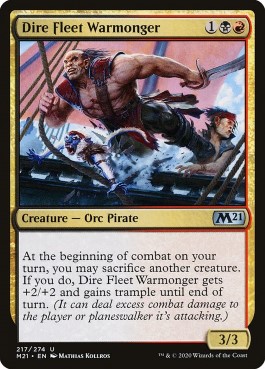 Dire Fleet Warmonger 1
Creature — Orc Pirate M21
At the beginning of combat on your
turn, you may sacrifice another creature.
If you do, Dire Fleet Warmonger gets
+2/+2 and gains trample until end of
turn. (It can deal excess combat damage to
the player or planeswalker it's attacking.)
3/3
217/274 U
M21 • EN Mathias Kollros ™ & © 2020 Wizards of the Coast